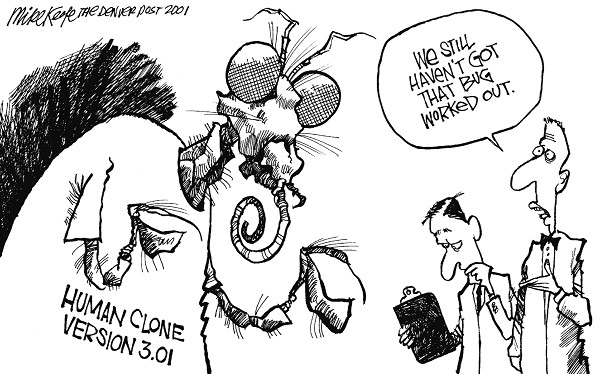 Mike Keefe THE DENVER POST 2001
WE STILL
HAVEN'T GOT
THAT BUG
WORKED OUT.
HUMAN CLONE
VERSION 3.01